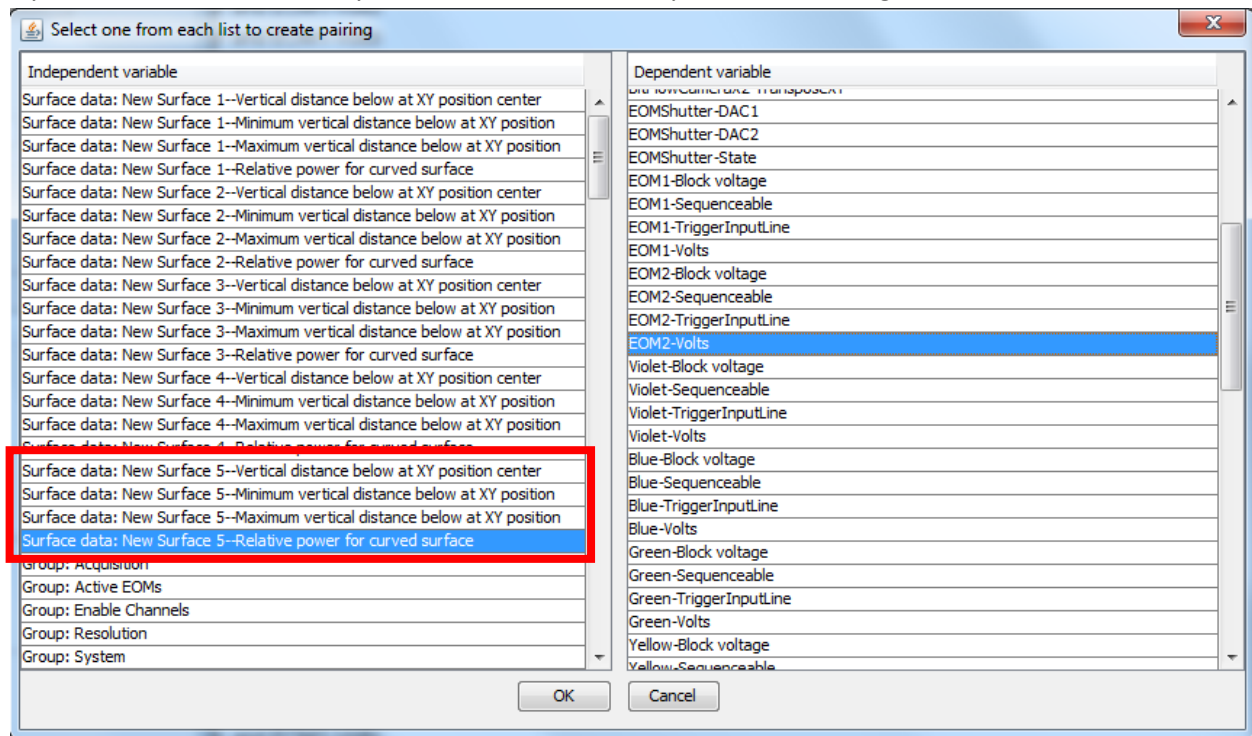 Select one from each list to create pairing
X
Independent variable
Surface data: New Surface 1--Vertical distance below at XY position center
Surface data: New Surface 1--Minimum vertical distance below at XY position
Surface data: New Surface 1--Maximum vertical distance below at XY position
Surface data: New Surface 1--Relative power for curved surface
Surface data: New Surface 2--Vertical distance below at XY position center
Surface data: New Surface 2--Minimum vertical distance below at XY position
Surface data: New Surface 2--Maximum vertical distance below at XY position
Surface data: New Surface 2--Relative power for curved surface
Surface data: New Surface 3--Vertical distance below at XY position center
Surface data: New Surface 3--Minimum vertical distance below at XY position
Surface data: New Surface 3--Maximum vertical distance below at XY position
Surface data: New Surface 3--Relative power for curved surface
Surface data: New Surface 4--Vertical distance below at XY position center
Surface data: New Surface 4--Minimum vertical distance below at XY position
Surface data: New Surface 4--Maximum vertical distance below at XY position
Surface data: New Surface 4--Relative power for curved surface
Surface data: New Surface 5--Vertical distance below at XY position center
Surface data: New Surface 5--Minimum vertical distance below at XY position
Surface data: New Surface 5--Maximum vertical distance below at XY position
Surface data: New Surface 5--Relative power for curved surface
Group: Acquisition
Group: Active EOMs
Group: Enable Channels
Group: Resolution
Group: System
Dependent variable
EOMShutter-DAC1
EOMShutter-DAC2
EOMShutter-State
EOM1-Block voltage
EOM1-Sequenceable
EOM1-TriggerInputLine
EOM1-Volts
EOM2-Block voltage
EOM2-Sequenceable
EOM2-TriggerInputLine
EOM2-Volts
Violet-Block voltage
Violet-Sequenceable
Violet-TriggerInputLine
Violet-Volts
Blue-Block voltage
Blue-Sequenceable
Blue-TriggerInputLine
Blue-Volts
Green-Block voltage
Green-Sequenceable
Green-TriggerInputLine
Green-Volts
Yellow-Block voltage
Yellow-Sequenceable
OK
Cancel